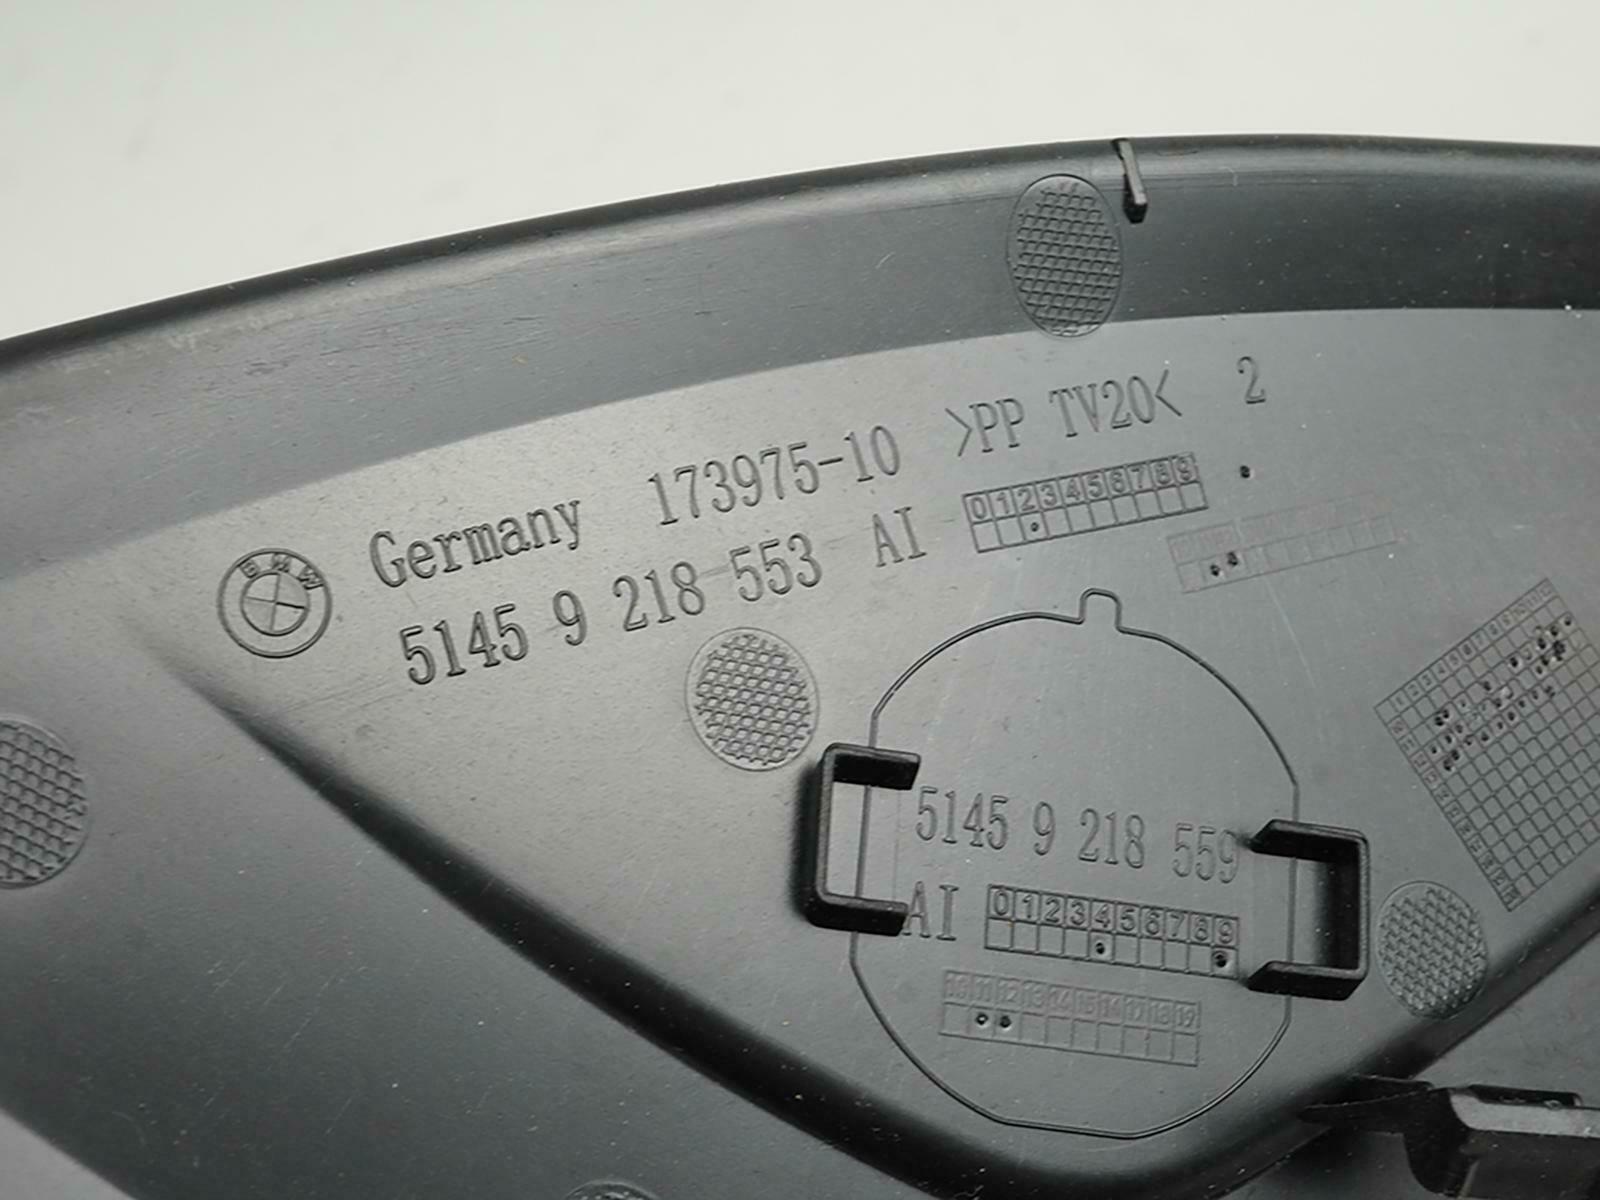 BMW
Germany 173975-10 >PP TV20< 2
5145 9 218 553 AI 0 1 2 3 4 5 6 7 8 9
5145 9 218 559
AI 0 1 2 3 4 5 6 7 8 9
10 11 12 13 14 15 16 17 18 19